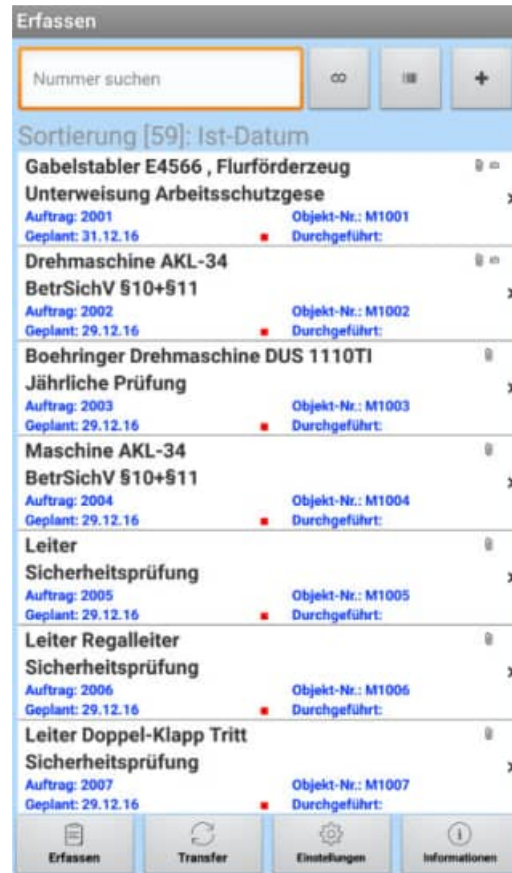 Erfassen
Nummer suchen
Sortierung [59]: Ist-Datum
Gabelstabler E4566 , Flurförderzeug
Unterweisung Arbeitsschutzgese
Auftrag: 2001 Objekt-Nr.: M1001
Geplant: 31.12.16 Durchgeführt:
Drehmaschine AKL-34
BetrSichV §10+§11
Auftrag: 2002 Objekt-Nr.: M1002
Geplant: 29.12.16 Durchgeführt:
Boehringer Drehmaschine DUS 1110TI
Jährliche Prüfung
Auftrag: 2003 Objekt-Nr.: M1003
Geplant: 29.12.16 Durchgeführt:
Maschine AKL-34
BetrSichV §10+§11
Auftrag: 2004 Objekt-Nr.: M1004
Geplant: 29.12.16 Durchgeführt:
Leiter
Sicherheitsprüfung
Auftrag: 2005 Objekt-Nr.: M1005
Geplant: 29.12.16 Durchgeführt:
Leiter Regalleiter
Sicherheitsprüfung
Auftrag: 2006 Objekt-Nr.: M1006
Geplant: 29.12.16 Durchgeführt:
Leiter Doppel-Klapp Tritt
Sicherheitsprüfung
Auftrag: 2007 Objekt-Nr.: M1007
Geplant: 29.12.16 Durchgeführt:
Erfassen Transfer Einstellungen Informationen